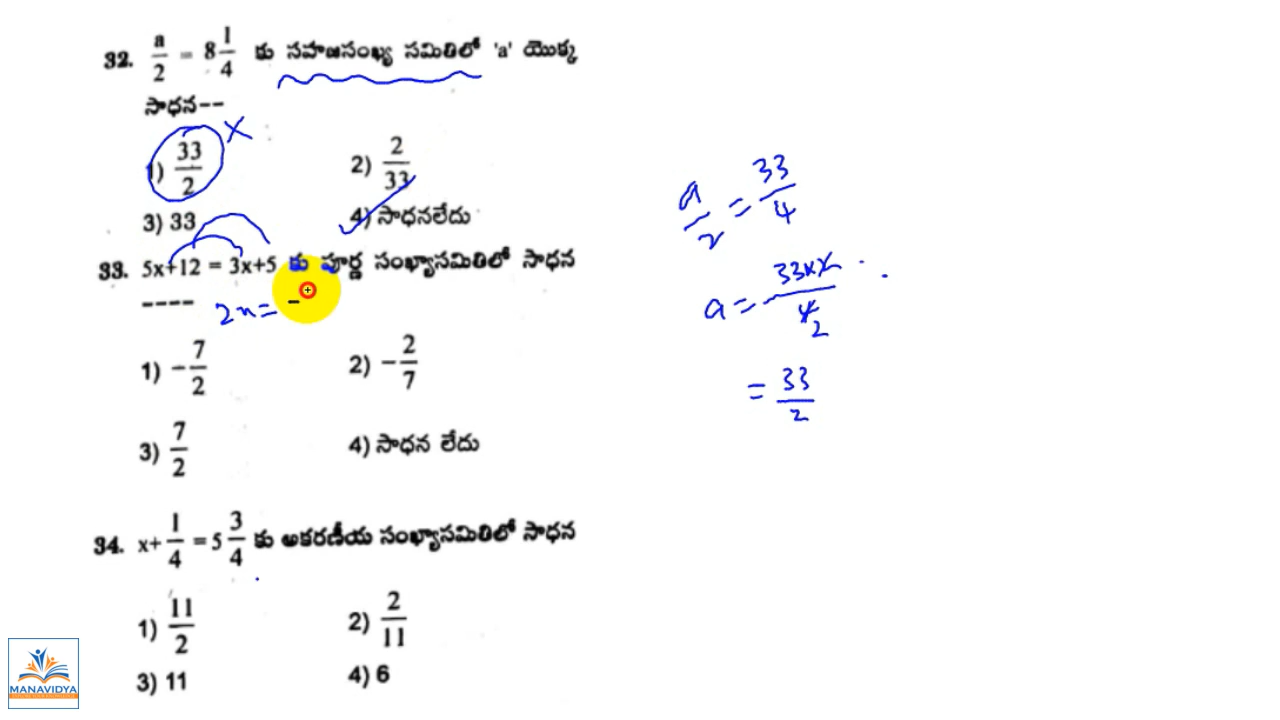 32. a/2 = 8 1/4 కు సహజసంఖ్య సమితిలో 'a' యొక్క
సాధన--
1) 33/2 x 2) 2/33
3) 33 4) సాధనలేదు
33. 5x+12 = 3x+5 కు పూర్ణ సంఖ్యాసమితిలో సాధన
----
2x = -
1) -7/2 2) -2/7
3) 7/2 4) సాధన లేదు
34. x+1/4 = 5 3/4 కు అకరణీయ సంఖ్యాసమితిలో సాధన
1) 11/2 2) 2/11
3) 11 4) 6
a/2 = 33/4
a = 33x2/4 2
= 33/2
MANAVIDYA